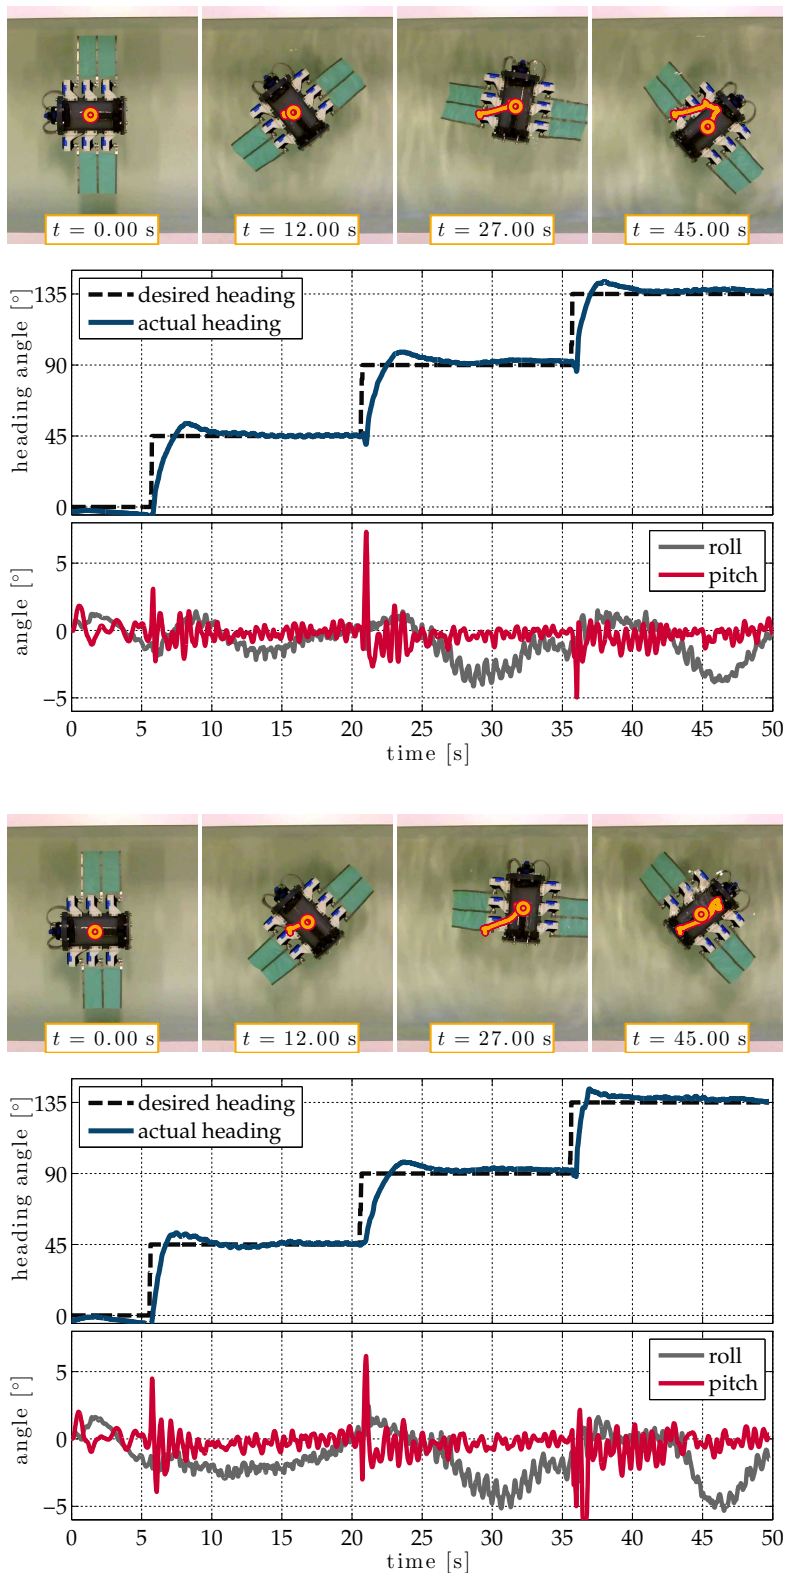 t = 0.00 s
t = 12.00 s
t = 27.00 s
t = 45.00 s
desired heading
actual heading
heading angle [°]
135
90
45
0
roll
pitch
angle [°]
5
0
−5
0 5 10 15 20 25 30 35 40 45 50
time [s]
t = 0.00 s
t = 12.00 s
t = 27.00 s
t = 45.00 s
desired heading
actual heading
heading angle [°]
135
90
45
0
roll
pitch
angle [°]
5
0
−5
0 5 10 15 20 25 30 35 40 45 50
time [s]